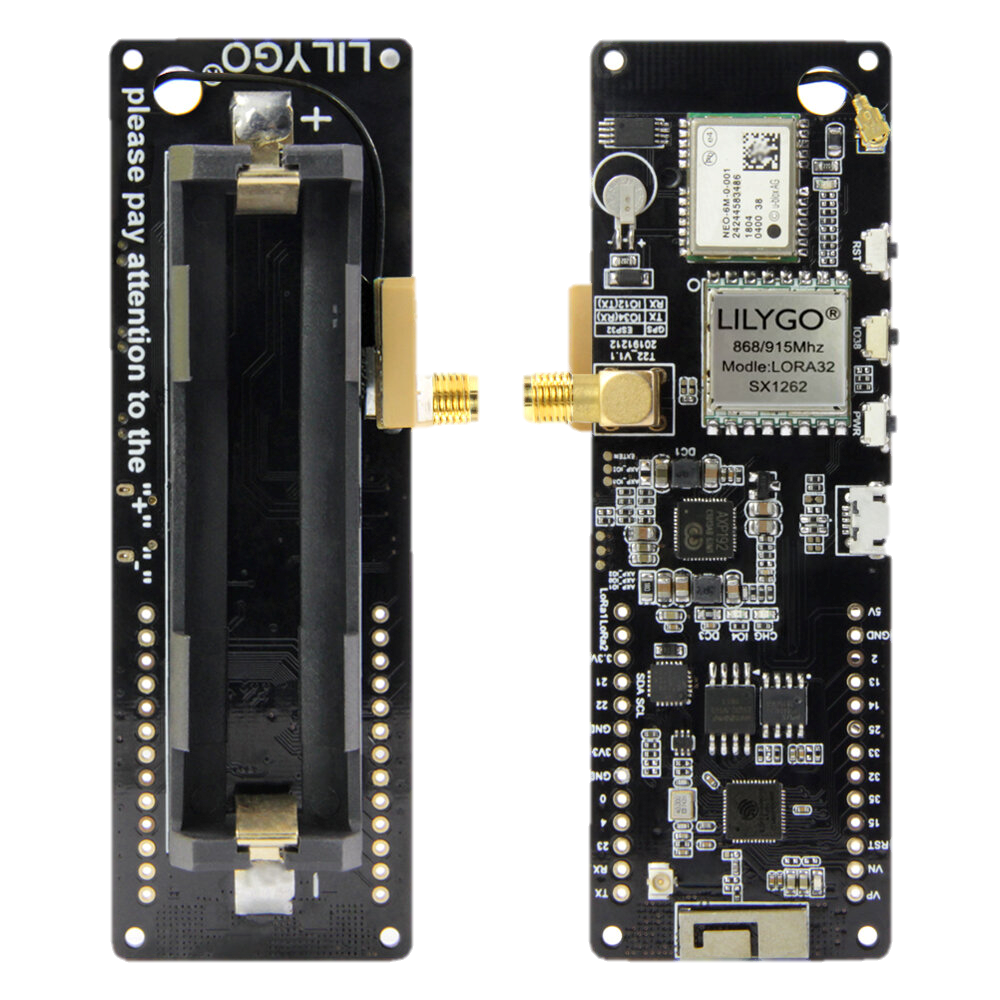 LILYGO®
+
please pay attention to the "+" "-"
-
NEO-6M-0-001
24244583486
1804
0400 38
u-blox AG
- +
RST
GPS ESP32
TX IO34(RX)
RX IO12(TX)
T22_V1.1
20191212
LILYGO®
868/915Mhz
Modle:LORA32
SX1262
IO38
PWR
DC1
EXTEN
AXP192
LoRa1
LoRa2
DC3
IO4
CHG
3.3V
21
22
GND
3V3
GND
0
4
23
RX
TX
SDA SCL
5V
GND
2
13
14
25
33
32
35
15
RST
VN
VP